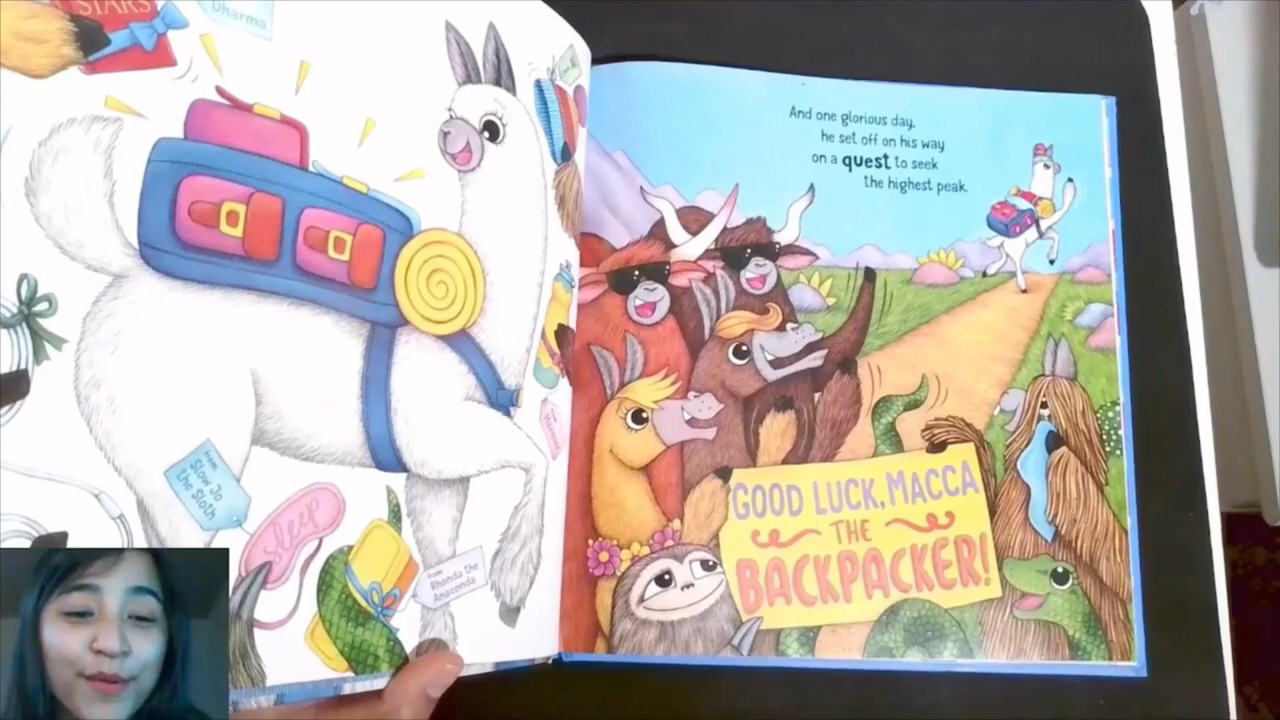 STARS
Dharma
from
Slow Jo
the Sloth
sleep
from
Rhonda the
Anaconda
And one glorious day,
he set off on his way
on a quest to seek
the highest peak.
GOOD LUCK, MACCA
THE
BACKPACKER!